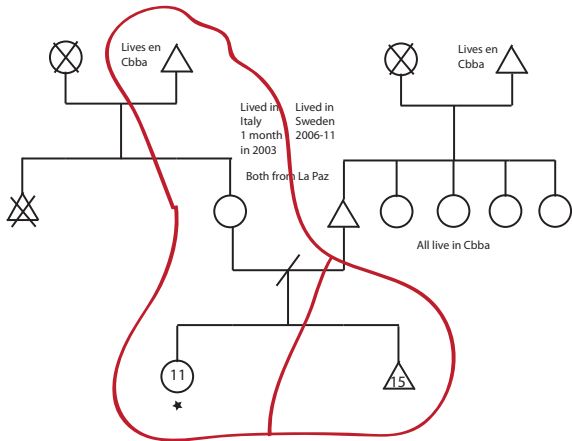 Lives en
Cbba
Lives en
Cbba
Lived in
Italy
1 month
in 2003
Lived in
Sweden
2006-11
Both from La Paz
All live in Cbba
11
15